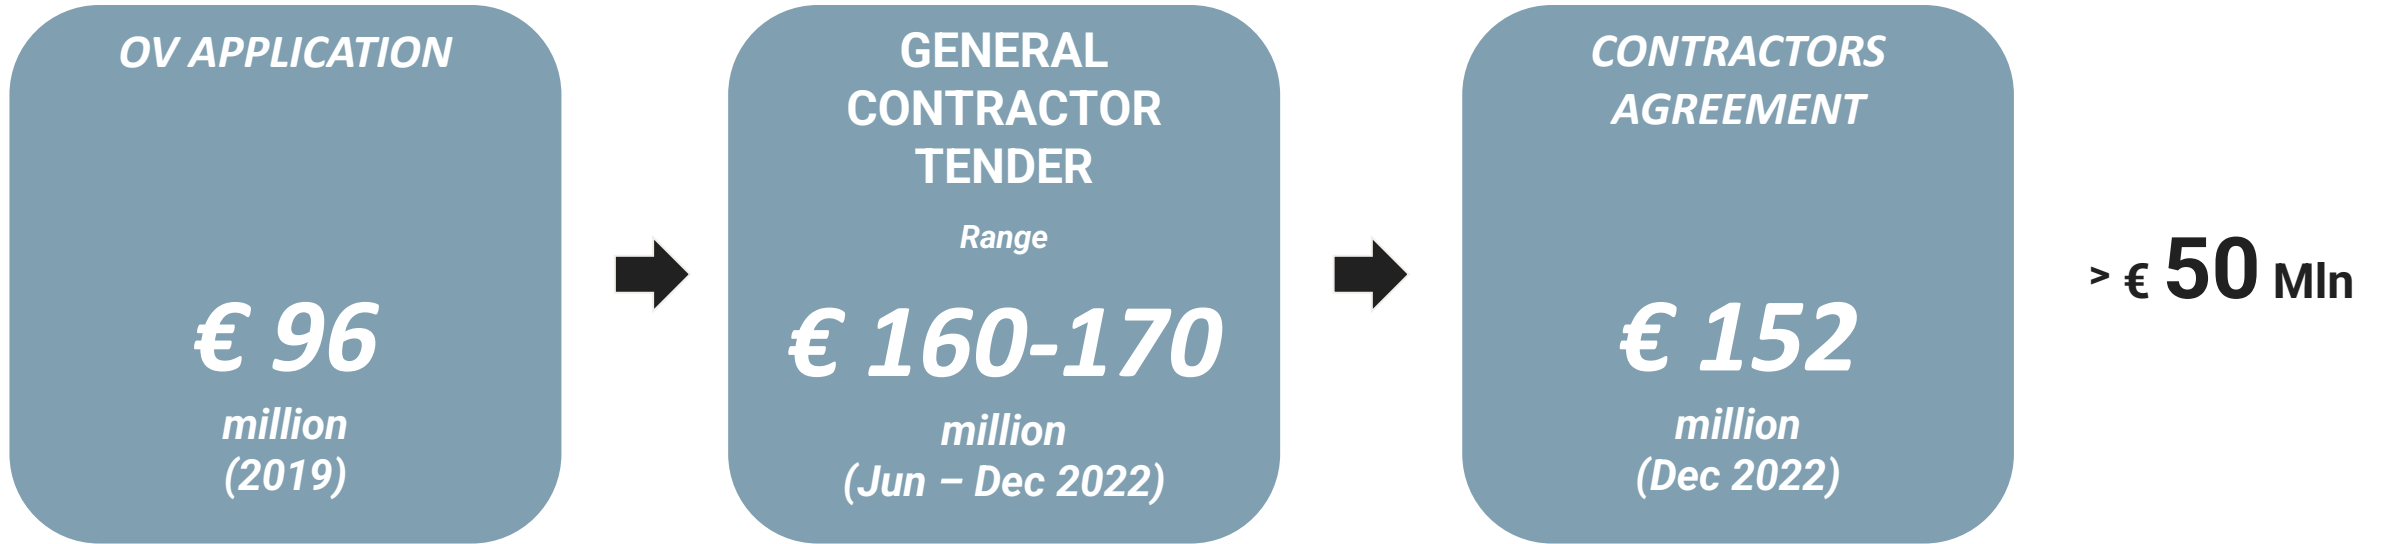 OV APPLICATION
€ 96
million
(2019)
GENERAL
CONTRACTOR
TENDER
Range
€ 160-170
million
(Jun – Dec 2022)
CONTRACTORS
AGREEMENT
€ 152
million
(Dec 2022)
> € 50 Mln